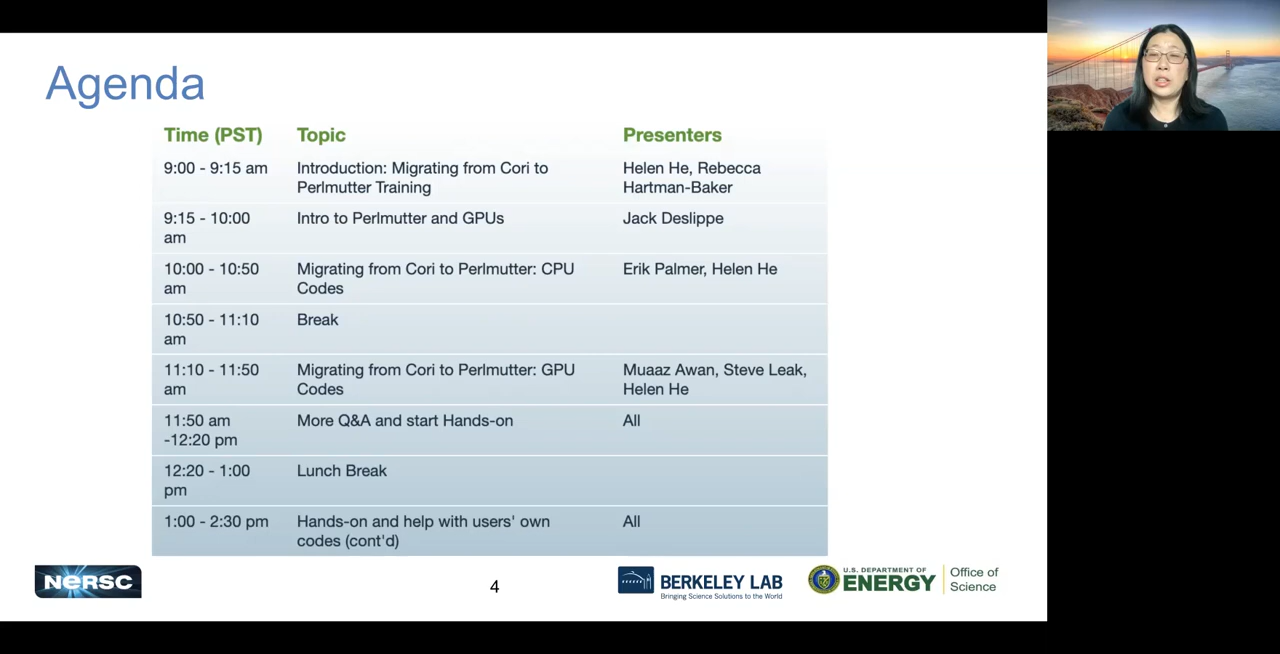 Agenda
Time (PST) Topic Presenters
9:00 - 9:15 am Introduction: Migrating from Cori to Helen He, Rebecca
Perlmutter Training Hartman-Baker
9:15 - 10:00 Intro to Perlmutter and GPUs Jack Deslippe
am
10:00 - 10:50 Migrating from Cori to Perlmutter: CPU Erik Palmer, Helen He
am Codes
10:50 - 11:10 Break
am
11:10 - 11:50 Migrating from Cori to Perlmutter: GPU Muaaz Awan, Steve Leak,
am Codes Helen He
11:50 am More Q&A and start Hands-on All
-12:20 pm
12:20 - 1:00 Lunch Break
pm
1:00 - 2:30 pm Hands-on and help with users' own All
codes (cont'd)
NERSC
4
BERKELEY LAB
Bringing Science Solutions to the World
U.S. DEPARTMENT OF
ENERGY
Office of
Science